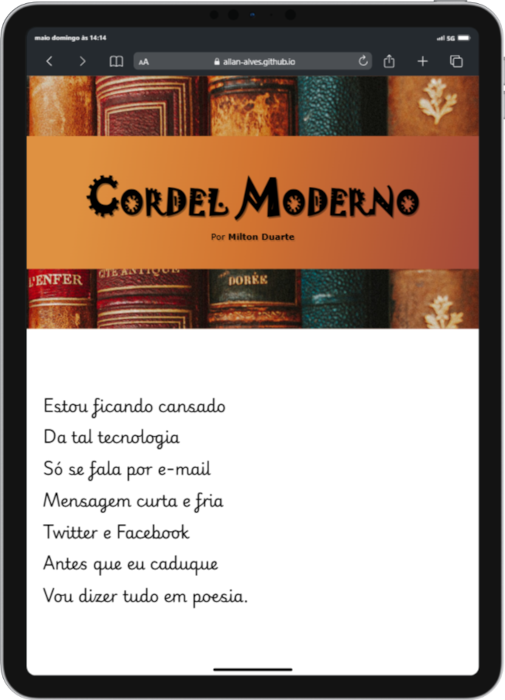 maio domingo às 14:14
5G
AA
allan-alves.github.io
CORDEL MODERNO
Por Milton Duarte
L'ENFER
GIE ANTIQUE
DORÉE
Estou ficando cansado
Da tal tecnologia
Só se fala por e-mail
Mensagem curta e fria
Twitter e Facebook
Antes que eu caduque
Vou dizer tudo em poesia.